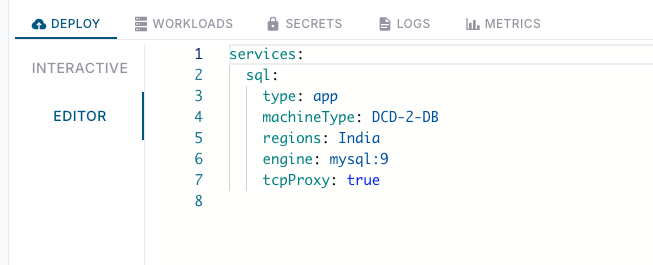 DEPLOY WORKLOADS SECRETS LOGS METRICS
INTERACTIVE
EDITOR
1 services:
2   sql:
3     type: app
4     machineType: DCD-2-DB
5     regions: India
6     engine: mysql:9
7     tcpProxy: true
8